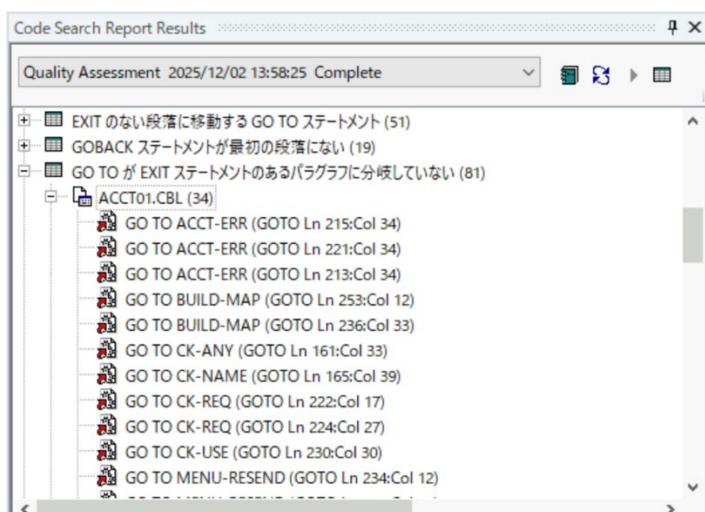 Code Search Report Results
Quality Assessment 2025/12/02 13:58:25 Complete
EXIT のない段落に移動する GO TO ステートメント (51)
GOBACK ステートメントが最初の段落にない (19)
GO TO が EXIT ステートメントのあるパラグラフに分岐していない (81)
ACCT01.CBL (34)
GO TO ACCT-ERR (GOTO Ln 215:Col 34)
GO TO ACCT-ERR (GOTO Ln 221:Col 34)
GO TO ACCT-ERR (GOTO Ln 213:Col 34)
GO TO BUILD-MAP (GOTO Ln 253:Col 12)
GO TO BUILD-MAP (GOTO Ln 236:Col 33)
GO TO CK-ANY (GOTO Ln 161:Col 33)
GO TO CK-NAME (GOTO Ln 165:Col 39)
GO TO CK-REQ (GOTO Ln 222:Col 17)
GO TO CK-REQ (GOTO Ln 224:Col 27)
GO TO CK-USE (GOTO Ln 230:Col 30)
GO TO MENU-RESEND (GOTO Ln 234:Col 12)